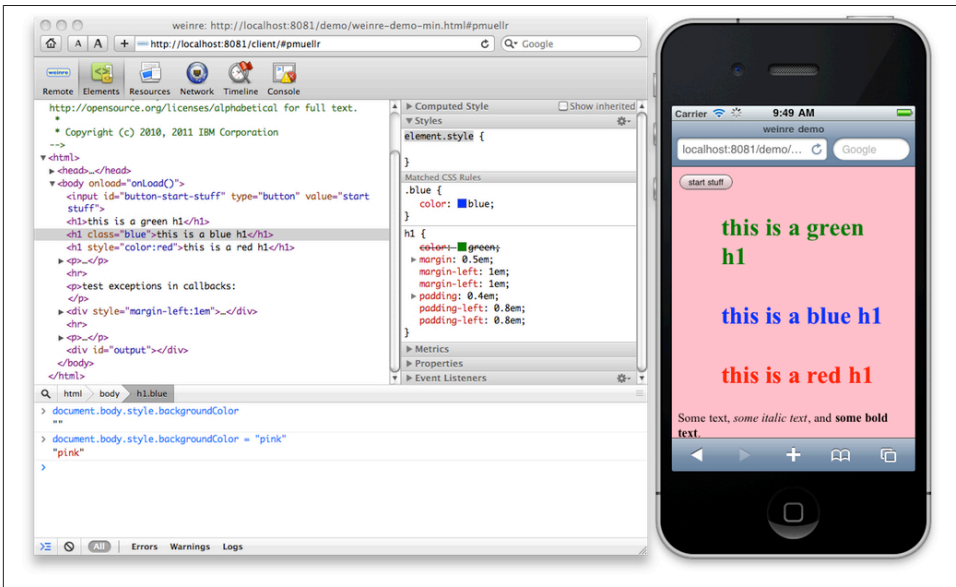 weinre: http://localhost:8081/demo/weinre-demo-min.html#pmuellr
A A + http://localhost:8081/client/#pmuellr Google
weinre
Remote Elements Resources Network Timeline Console
http://opensource.org/licenses/alphabetical for full text.
*
* Copyright (c) 2010, 2011 IBM Corporation
-->
<html>
<head>…</head>
<body onload="onLoad()">
<input id="button-start-stuff" type="button" value="start
stuff">
<h1>this is a green h1</h1>
<h1 class="blue">this is a blue h1</h1>
<h1 style="color:red">this is a red h1</h1>
<p>…</p>
<hr>
<p>test exceptions in callbacks:
</p>
<div style="margin-left:1em">…</div>
<hr>
<p>…</p>
<div id="output"></div>
</body>
</html>
Computed Style Show inherited
Styles
element.style {
}
Matched CSS Rules
.blue {
color: blue;
}
h1 {
color: green;
margin: 0.5em;
margin-left: 1em;
margin-left: 1em;
padding: 0.4em;
padding-left: 0.8em;
padding-left: 0.8em;
}
Metrics
Properties
Event Listeners
html body h1.blue
> document.body.style.backgroundColor
""
> document.body.style.backgroundColor = "pink"
"pink"
>
All Errors Warnings Logs
Carrier 9:49 AM
weinre demo
localhost:8081/demo/... Google
start stuff
this is a green
h1
this is a blue h1
this is a red h1
Some text, some italic text, and some bold
text.